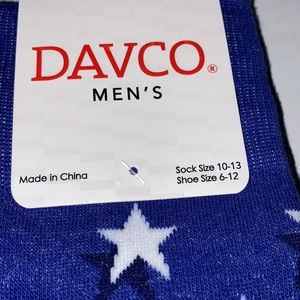 DAVCO®
MEN'S
Made in China
Sock Size 10-13
Shoe Size 6-12